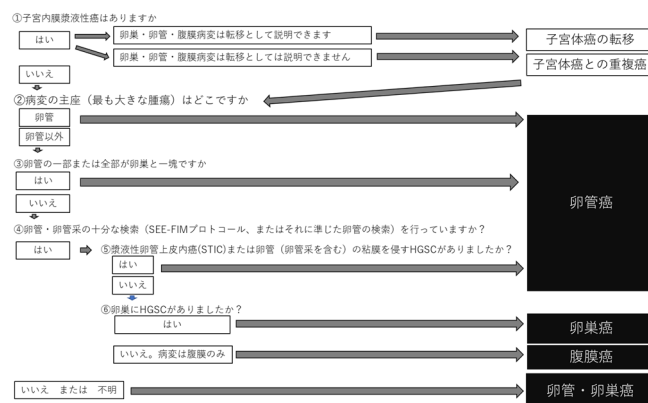 ①子宮内膜漿液性癌はありますか
はい
卵巣・卵管・腹膜病変は転移として説明できます
子宮体癌の転移
卵巣・卵管・腹膜病変は転移としては説明できません
子宮体癌との重複癌
いいえ
②病変の主座（最も大きな腫瘍）はどこですか
卵管
卵管以外
③卵管の一部または全部が卵巣と一塊ですか
はい
いいえ
卵管癌
④卵管・卵管采の十分な検索（SEE-FIMプロトコール、またはそれに準じた卵管の検索）を行っていますか？
はい
⑤漿液性卵管上皮内癌(STIC)または卵管（卵管采を含む）の粘膜を侵すHGSCがありましたか？
はい
いいえ
⑥卵巣にHGSCがありましたか？
はい
卵巣癌
いいえ。病変は腹膜のみ
腹膜癌
いいえ または 不明
卵管・卵巣癌